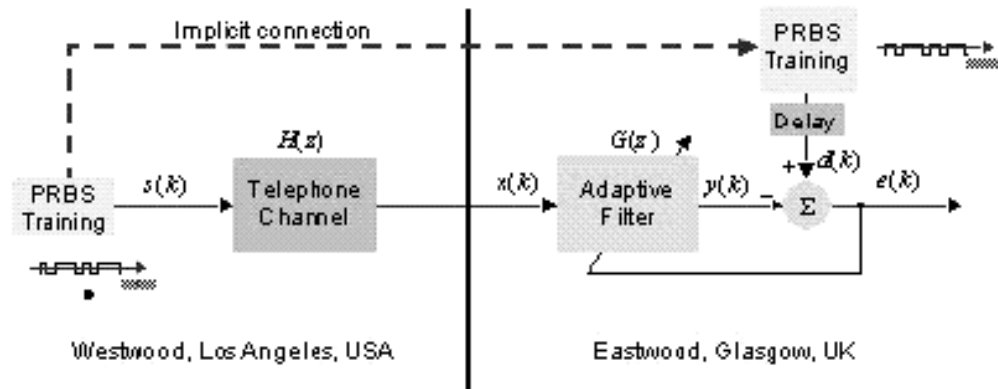 Implicit connection
PRBS
Training
Delay
H(z)
G(z)
+
d(k)
PRBS
Training
s(k)
Telephone
Channel
x(k)
Adaptive
Filter
y(k)
–
Σ
e(k)
Westwood, Los Angeles, USA
Eastwood, Glasgow, UK